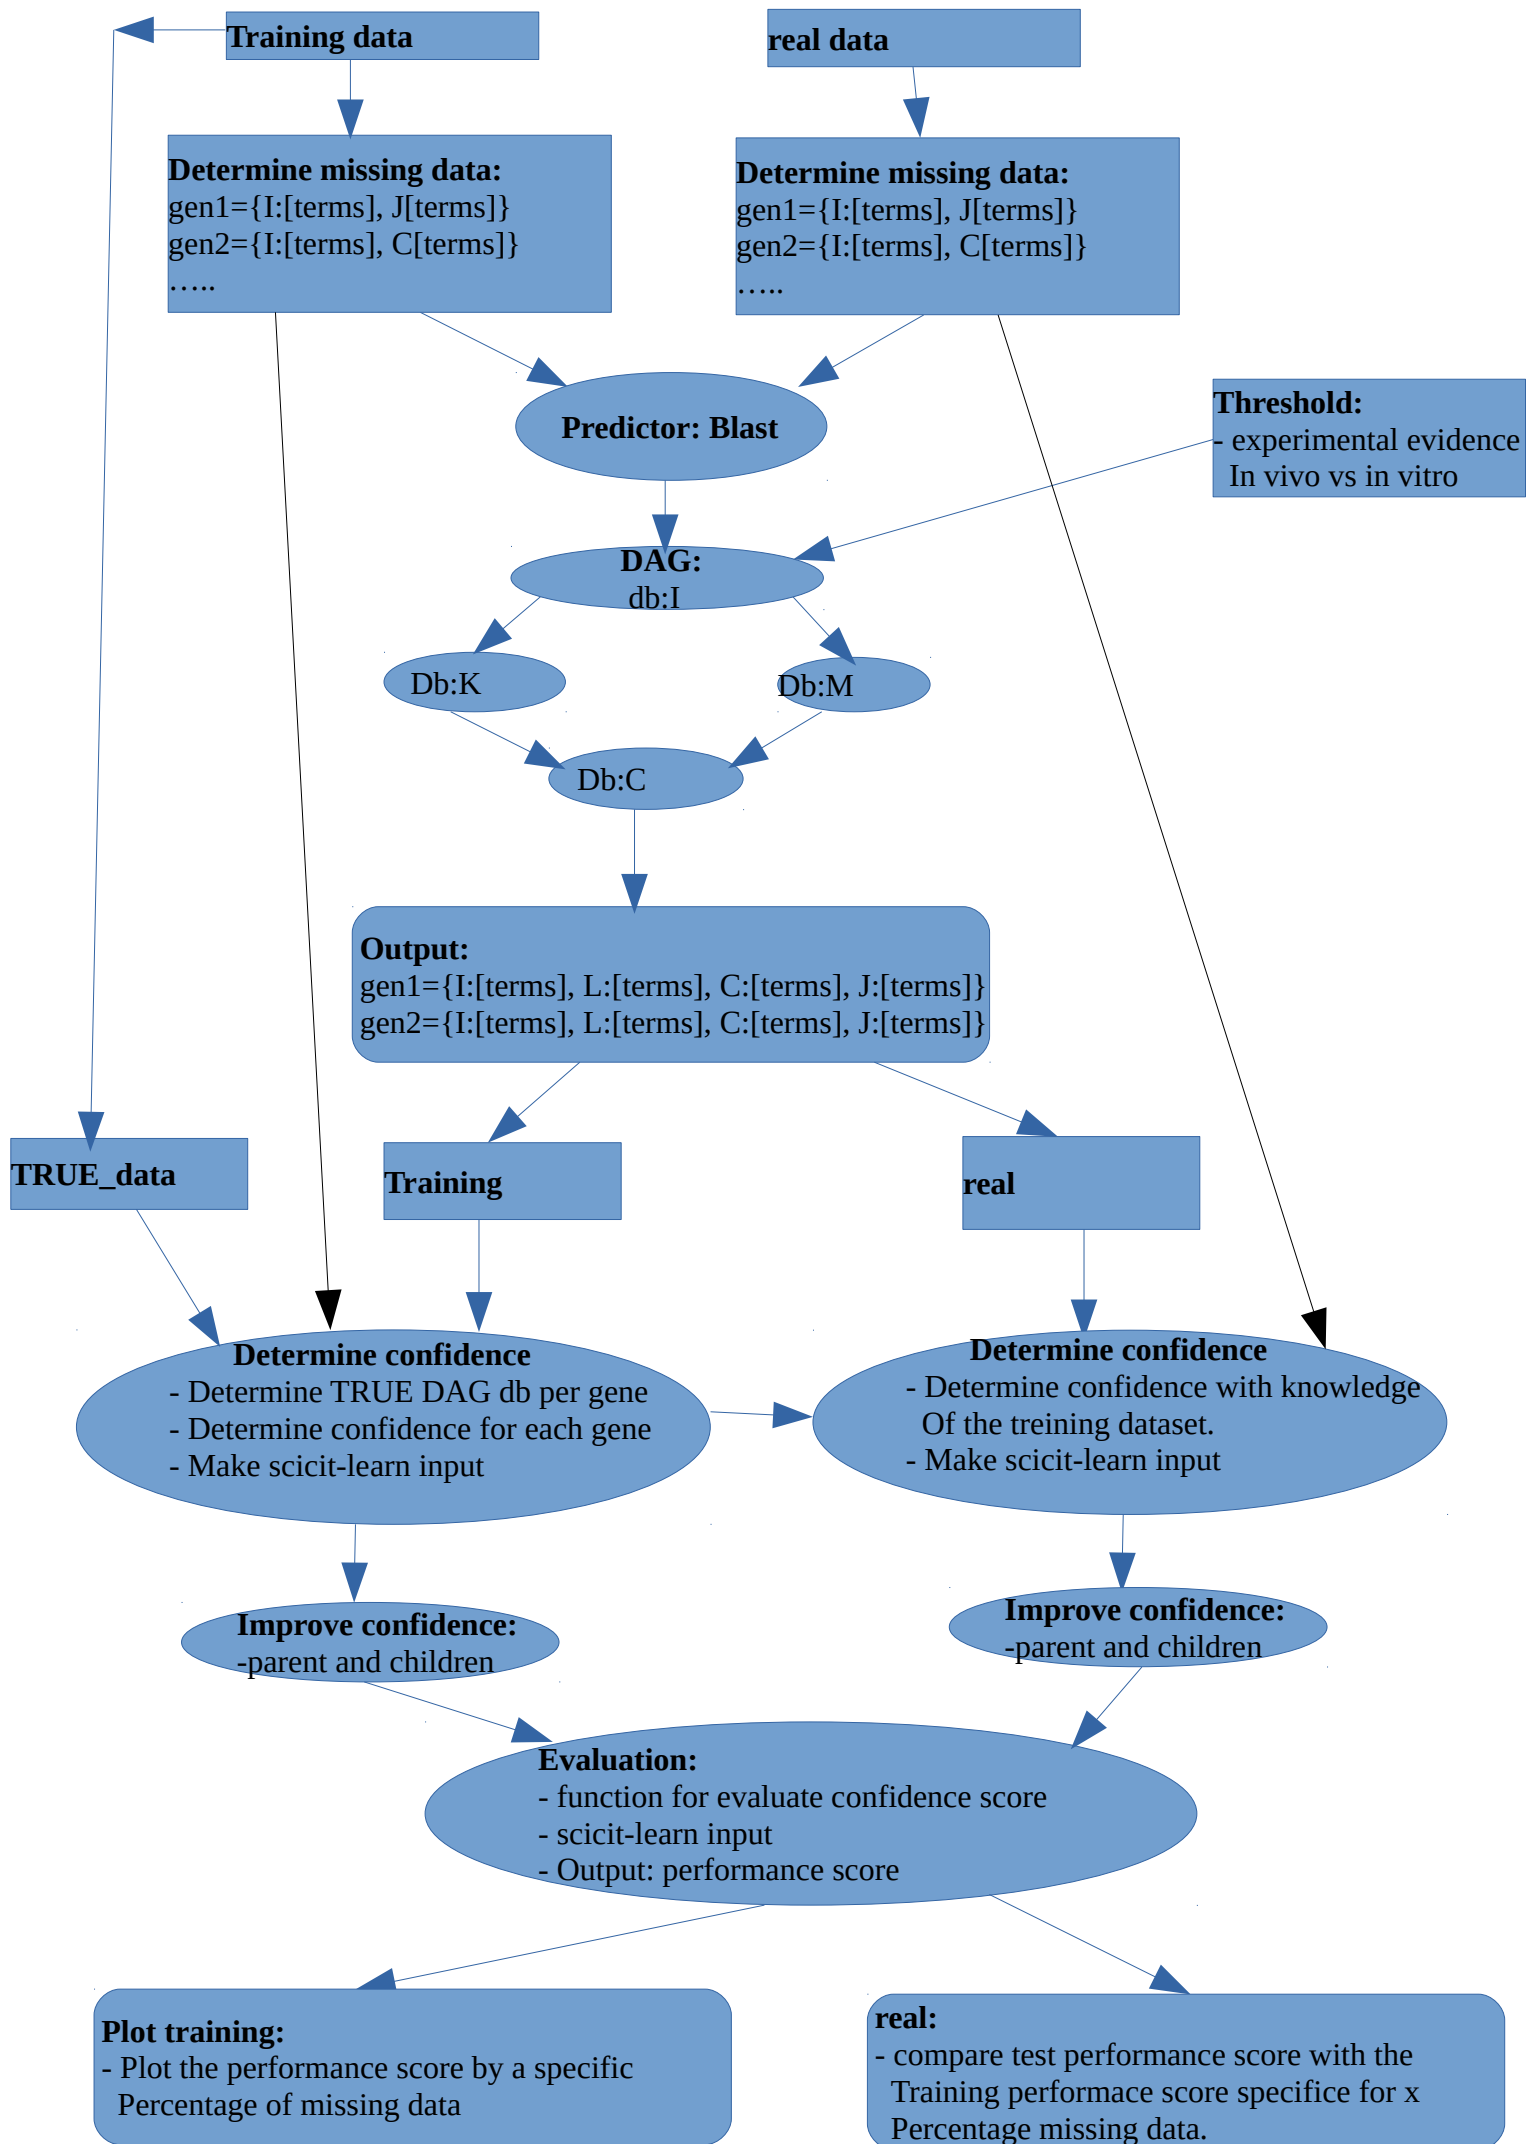 Training data
real data
Determine missing data:
gen1={I:[terms], J[terms]}
gen2={I:[terms], C[terms]}
…..
Determine missing data:
gen1={I:[terms], J[terms]}
gen2={I:[terms], C[terms]}
…..
Predictor: Blast
Threshold:
- experimental evidence
In vivo vs in vitro
DAG:
db:I
Db:K
Db:M
Db:C
Output:
gen1={I:[terms], L:[terms], C:[terms], J:[terms]}
gen2={I:[terms], L:[terms], C:[terms], J:[terms]}
TRUE_data
Training
real
Determine confidence
- Determine TRUE DAG db per gene
- Determine confidence for each gene
- Make scicit-learn input
Determine confidence
- Determine confidence with knowledge
Of the treining dataset.
- Make scicit-learn input
Improve confidence:
-parent and children
Improve confidence:
-parent and children
Evaluation:
- function for evaluate confidence score
- scicit-learn input
- Output: performance score
Plot training:
- Plot the performance score by a specific
Percentage of missing data
real:
- compare test performance score with the
Training performace score specifice for x
Percentage missing data.